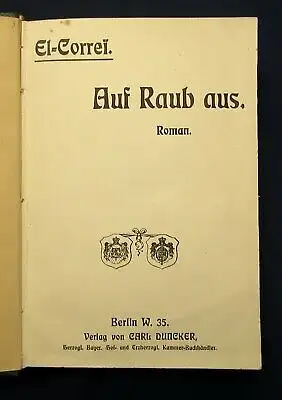 El-Correï.
Auf Raub aus.
Roman.
Berlin W. 35.
Verlag von CARL DUNCKER,
Herzogl. Bayer. Hof- und Erzherzogl. Kammer-Buchhändler.